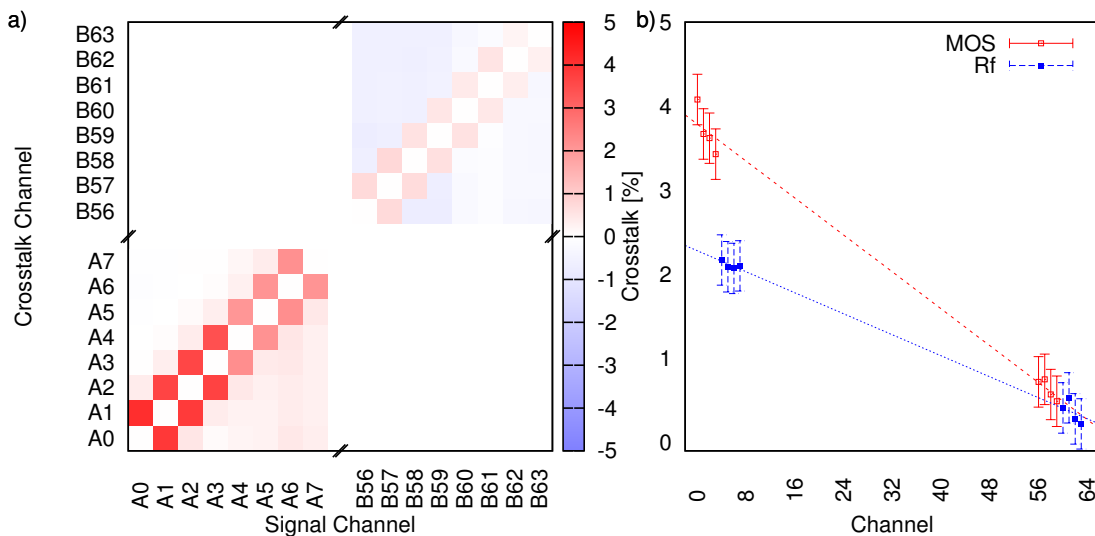 a)
B63
B62
B61
B60
B59
B58
B57
B56
A7
A6
A5
A4
A3
A2
A1
A0
Crosstalk Channel
A0 A1 A2 A3 A4 A5 A6 A7 B56 B57 B58 B59 B60 B61 B62 B63
Signal Channel
5
4
3
2
1
0
-1
-2
-3
-4
-5
Crosstalk [%]
b)
5
4
3
2
1
0
MOS
Rf
0 8 16 24 32 40 48 56 64
Channel